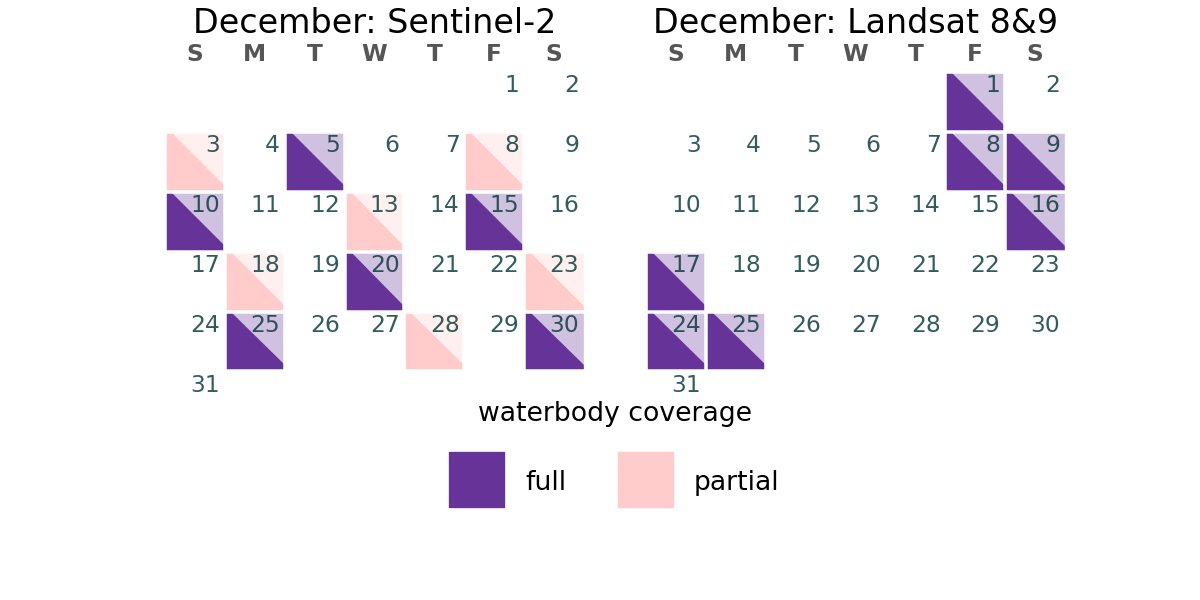 December: Sentinel-2
S M T W T F S
1 2
3 4 5 6 7 8 9
10 11 12 13 14 15 16
17 18 19 20 21 22 23
24 25 26 27 28 29 30
31
December: Landsat 8&9
S M T W T F S
1 2
3 4 5 6 7 8 9
10 11 12 13 14 15 16
17 18 19 20 21 22 23
24 25 26 27 28 29 30
31
waterbody coverage
full partial